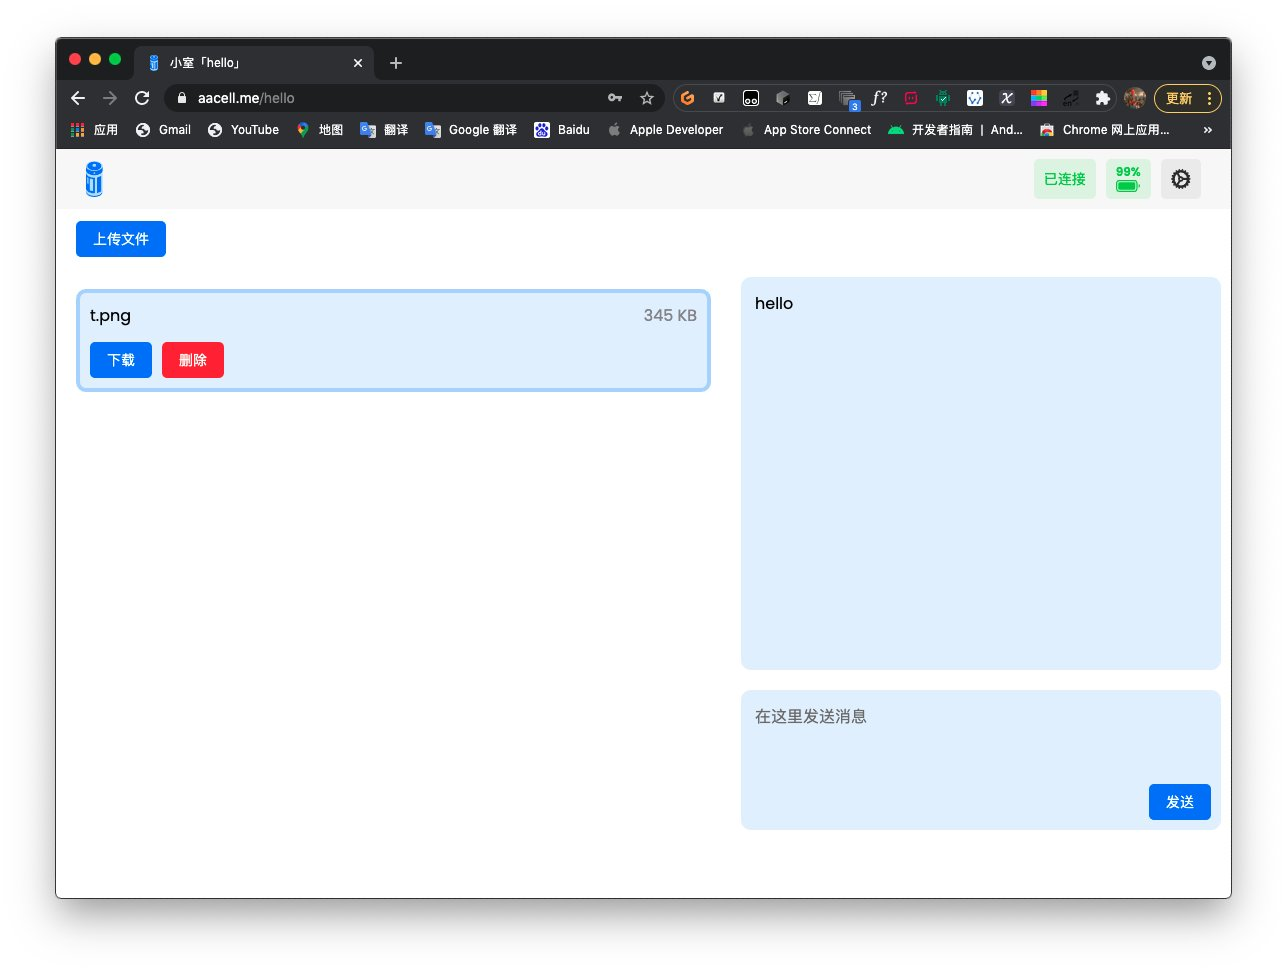 小室「hello」
aacell.me/hello
f?
3
更新
应用
Gmail
YouTube
地图
翻译
Google 翻译
Baidu
Apple Developer
App Store Connect
开发者指南 | And...
Chrome 网上应用...
»
已连接
99%
上传文件
t.png
345 KB
下载
删除
hello
在这里发送消息
发送